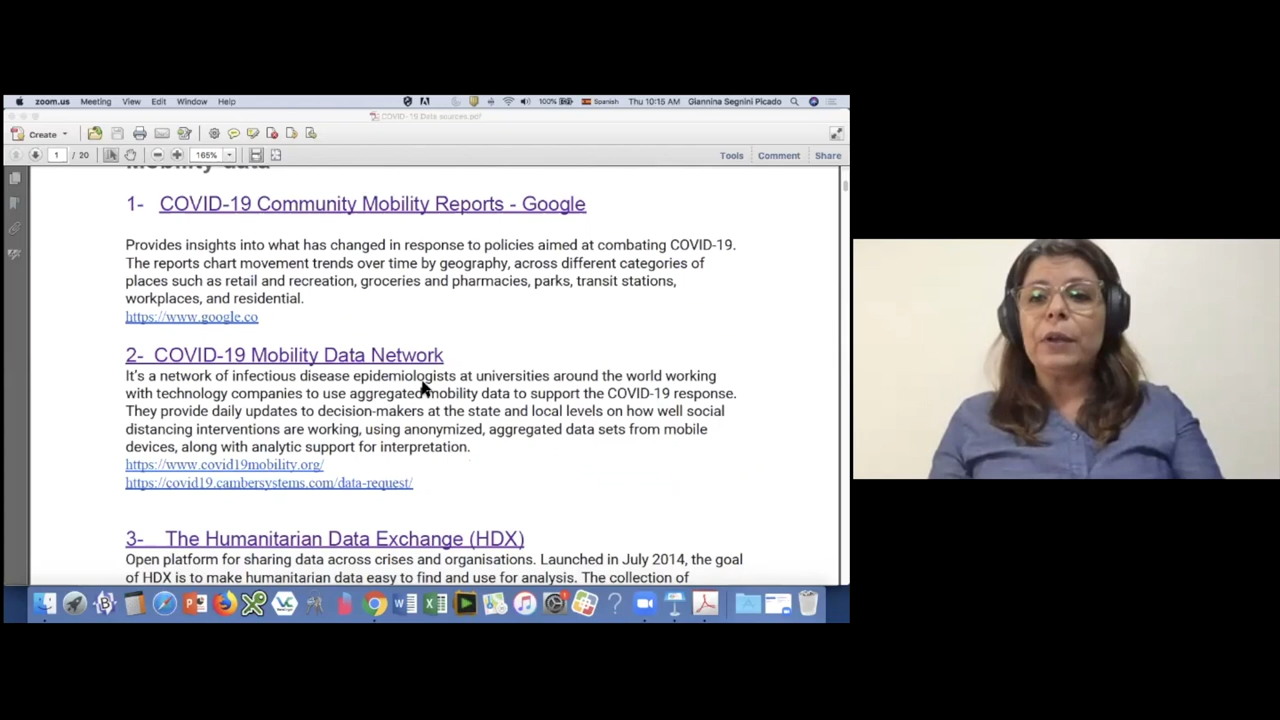 zoom.us Meeting View Edit Window Help 100% Spanish Thu 10:15 AM Giannina Segnini Picado
COVID-19 Data sources.pdf
Create
1 / 20 165% Tools Comment Share
Mobility data
1- COVID-19 Community Mobility Reports - Google
Provides insights into what has changed in response to policies aimed at combating COVID-19.
The reports chart movement trends over time by geography, across different categories of
places such as retail and recreation, groceries and pharmacies, parks, transit stations,
workplaces, and residential.
https://www.google.co
2- COVID-19 Mobility Data Network
It's a network of infectious disease epidemiologists at universities around the world working
with technology companies to use aggregated mobility data to support the COVID-19 response.
They provide daily updates to decision-makers at the state and local levels on how well social
distancing interventions are working, using anonymized, aggregated data sets from mobile
devices, along with analytic support for interpretation.
https://www.covid19mobility.org/
https://covid19.cambersystems.com/data-request/
3- The Humanitarian Data Exchange (HDX)
Open platform for sharing data across crises and organisations. Launched in July 2014, the goal
of HDX is to make humanitarian data easy to find and use for analysis. The collection of